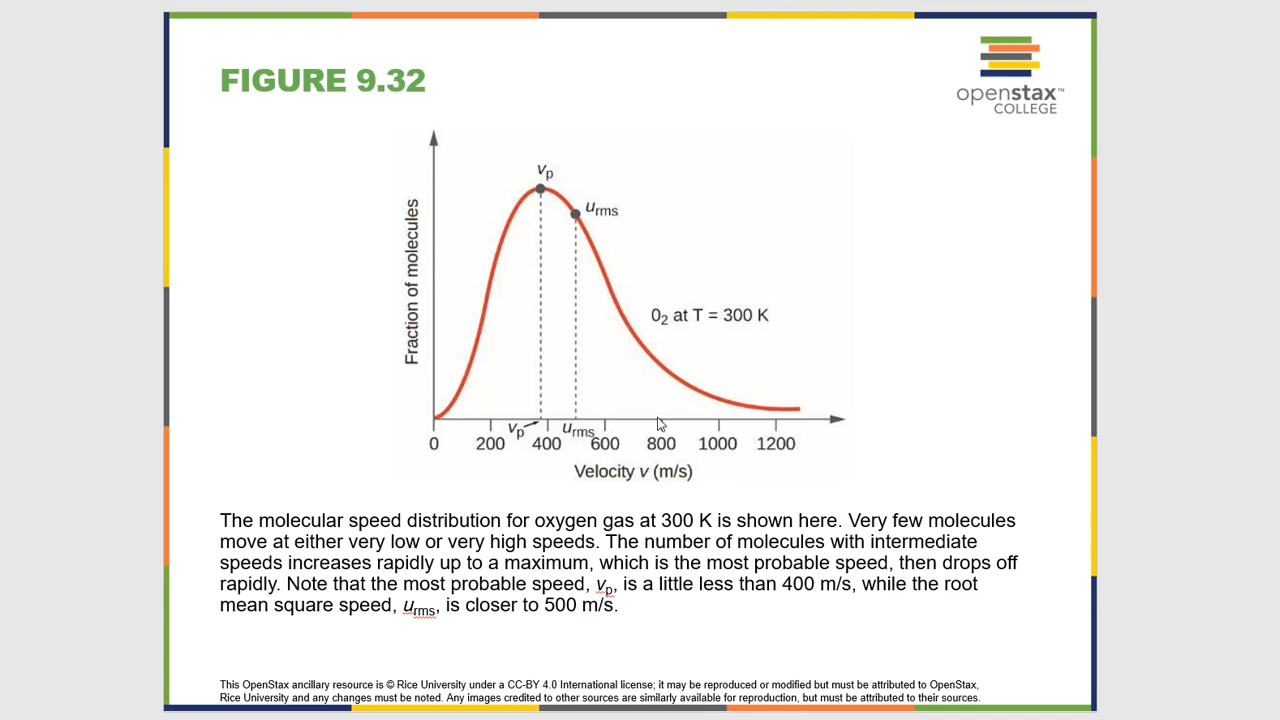 FIGURE 9.32
openstax™
COLLEGE
vp
urms
Fraction of molecules
02 at T = 300 K
vp urms
0 200 400 600 800 1000 1200
Velocity v (m/s)
The molecular speed distribution for oxygen gas at 300 K is shown here. Very few molecules
move at either very low or very high speeds. The number of molecules with intermediate
speeds increases rapidly up to a maximum, which is the most probable speed, then drops off
rapidly. Note that the most probable speed, vp, is a little less than 400 m/s, while the root
mean square speed, urms, is closer to 500 m/s.
This OpenStax ancillary resource is © Rice University under a CC-BY 4.0 International license; it may be reproduced or modified but must be attributed to OpenStax,
Rice University and any changes must be noted. Any images credited to other sources are similarly available for reproduction, but must be attributed to their sources.